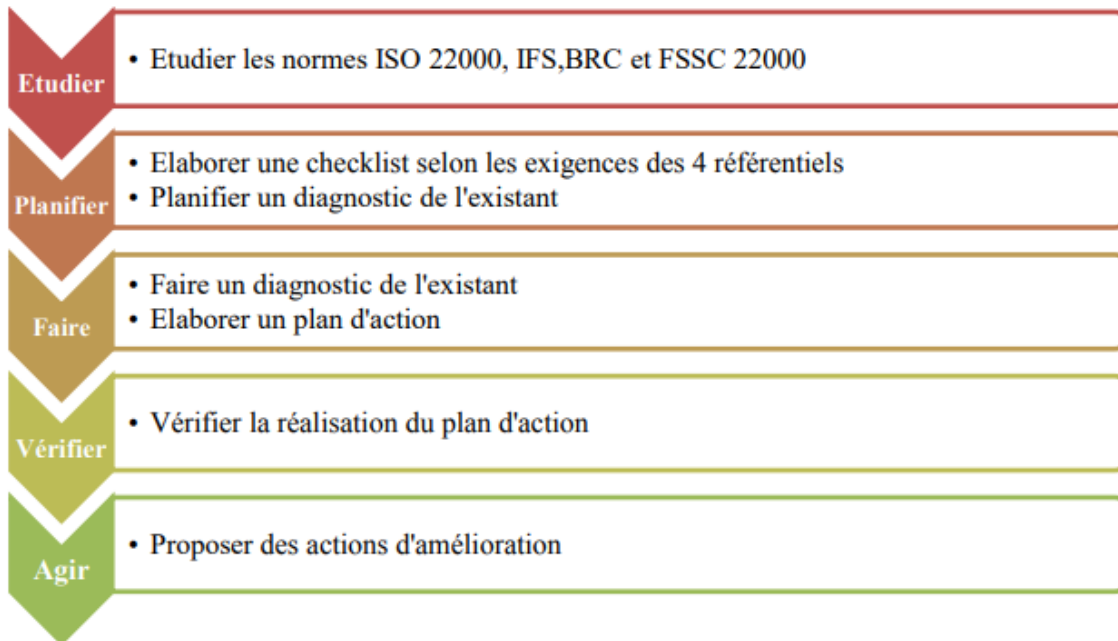 Etudier
• Etudier les normes ISO 22000, IFS,BRC et FSSC 22000
Planifier
• Elaborer une checklist selon les exigences des 4 référentiels
• Planifier un diagnostic de l'existant
Faire
• Faire un diagnostic de l'existant
• Elaborer un plan d'action
Vérifier
• Vérifier la réalisation du plan d'action
Agir
• Proposer des actions d'amélioration